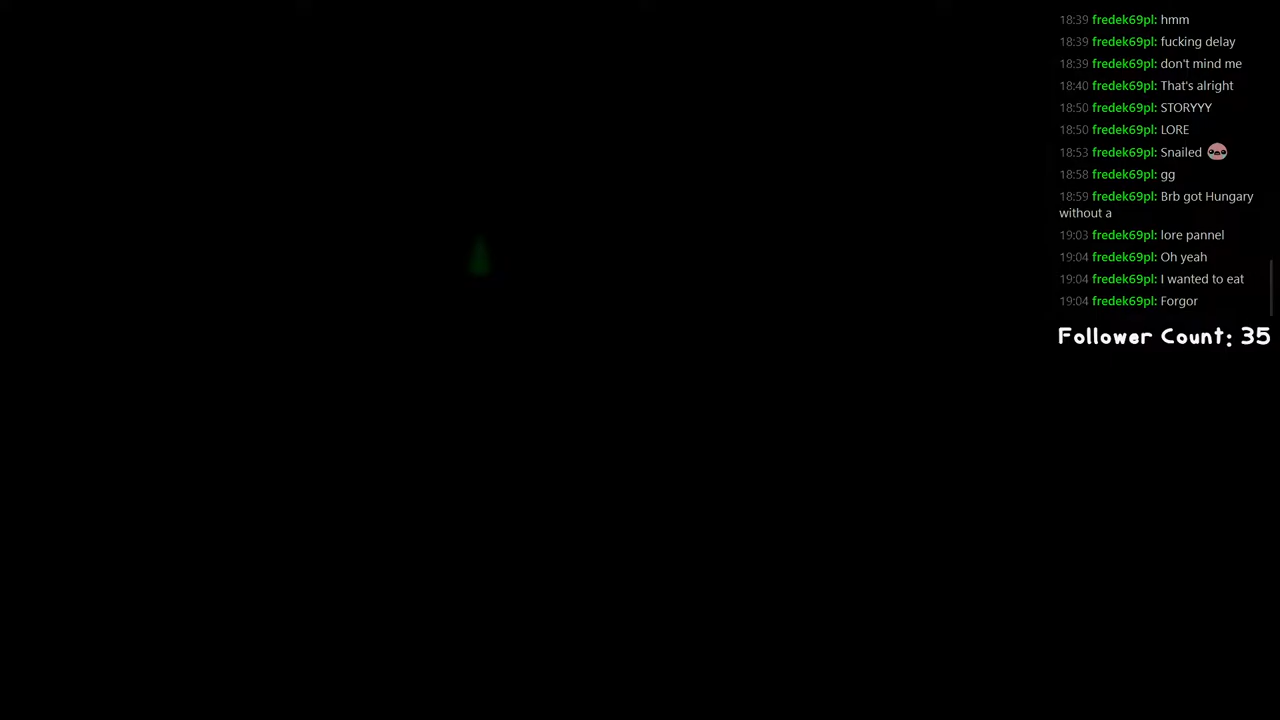 18:39 fredek69pl: hmm
18:39 fredek69pl: fucking delay
18:39 fredek69pl: don't mind me
18:40 fredek69pl: That's alright
18:50 fredek69pl: STORYYY
18:50 fredek69pl: LORE
18:53 fredek69pl: Snailed
18:58 fredek69pl: gg
18:59 fredek69pl: Brb got Hungary
without a
19:03 fredek69pl: lore pannel
19:04 fredek69pl: Oh yeah
19:04 fredek69pl: I wanted to eat
19:04 fredek69pl: Forgor
Follower Count: 35